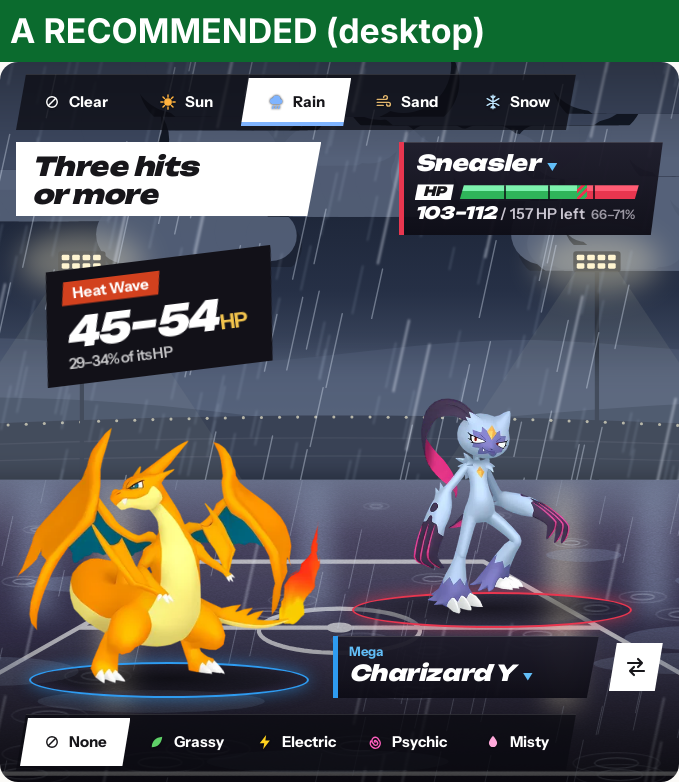 A RECOMMENDED (desktop)
Clear Sun Rain Sand Snow
Three hits
or more
Sneasler
HP
103–112 / 157 HP left 66–71%
Heat Wave
45–54HP
29–34% of its HP
Mega
Charizard Y
None Grassy Electric Psychic Misty